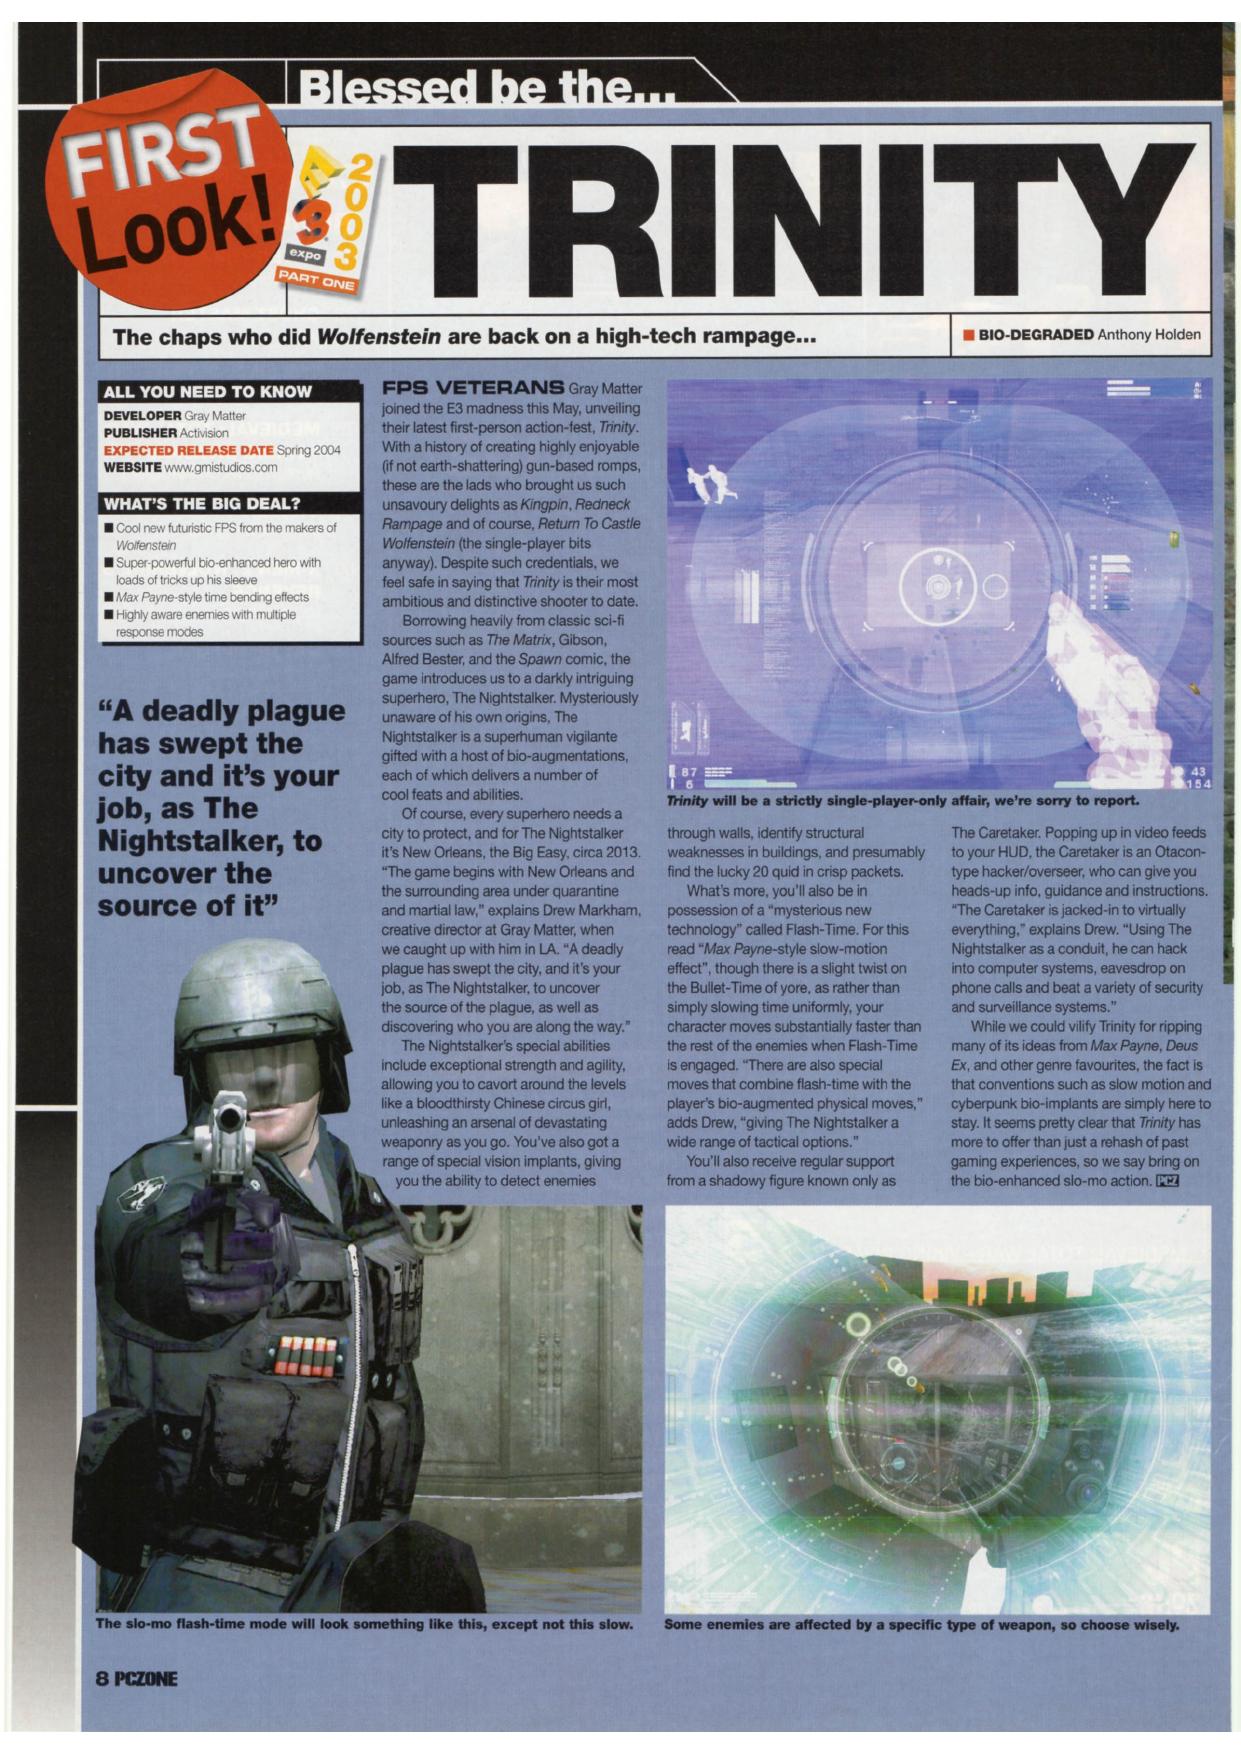 Blessed be the...
FIRST
Look!
E3
expo
2003
PART ONE
TRINITY
The chaps who did Wolfenstein are back on a high-tech rampage...
■ BIO-DEGRADED Anthony Holden
ALL YOU NEED TO KNOW
DEVELOPER Gray Matter
PUBLISHER Activision
EXPECTED RELEASE DATE Spring 2004
WEBSITE www.gmistudios.com
WHAT'S THE BIG DEAL?
■ Cool new futuristic FPS from the makers of
Wolfenstein
■ Super-powerful bio-enhanced hero with
loads of tricks up his sleeve
■ Max Payne-style time bending effects
■ Highly aware enemies with multiple
response modes
"A deadly plague
has swept the
city and it's your
job, as The
Nightstalker, to
uncover the
source of it"
FPS VETERANS Gray Matter
joined the E3 madness this May, unveiling
their latest first-person action-fest, Trinity.
With a history of creating highly enjoyable
(if not earth-shattering) gun-based romps,
these are the lads who brought us such
unsavoury delights as Kingpin, Redneck
Rampage and of course, Return To Castle
Wolfenstein (the single-player bits
anyway). Despite such credentials, we
feel safe in saying that Trinity is their most
ambitious and distinctive shooter to date.
Borrowing heavily from classic sci-fi
sources such as The Matrix, Gibson,
Alfred Bester, and the Spawn comic, the
game introduces us to a darkly intriguing
superhero, The Nightstalker. Mysteriously
unaware of his own origins, The
Nightstalker is a superhuman vigilante
gifted with a host of bio-augmentations,
each of which delivers a number of
cool feats and abilities.
Of course, every superhero needs a
city to protect, and for The Nightstalker
it's New Orleans, the Big Easy, circa 2013.
"The game begins with New Orleans and
the surrounding area under quarantine
and martial law," explains Drew Markham,
creative director at Gray Matter, when
we caught up with him in LA. "A deadly
plague has swept the city, and it's your
job, as The Nightstalker, to uncover
the source of the plague, as well as
discovering who you are along the way."
The Nightstalker's special abilities
include exceptional strength and agility,
allowing you to cavort around the levels
like a bloodthirsty Chinese circus girl,
unleashing an arsenal of devastating
weaponry as you go. You've also got a
range of special vision implants, giving
you the ability to detect enemies
87
6
43
154
Trinity will be a strictly single-player-only affair, we're sorry to report.
through walls, identify structural
weaknesses in buildings, and presumably
find the lucky 20 quid in crisp packets.
What's more, you'll also be in
possession of a "mysterious new
technology" called Flash-Time. For this
read "Max Payne-style slow-motion
effect", though there is a slight twist on
the Bullet-Time of yore, as rather than
simply slowing time uniformly, your
character moves substantially faster than
the rest of the enemies when Flash-Time
is engaged. "There are also special
moves that combine flash-time with the
player's bio-augmented physical moves,"
adds Drew, "giving The Nightstalker a
wide range of tactical options."
You'll also receive regular support
from a shadowy figure known only as
The Caretaker. Popping up in video feeds
to your HUD, the Caretaker is an Otacon-
type hacker/overseer, who can give you
heads-up info, guidance and instructions.
"The Caretaker is jacked-in to virtually
everything," explains Drew. "Using The
Nightstalker as a conduit, he can hack
into computer systems, eavesdrop on
phone calls and beat a variety of security
and surveillance systems."
While we could vilify Trinity for ripping
many of its ideas from Max Payne, Deus
Ex, and other genre favourites, the fact is
that conventions such as slow motion and
cyberpunk bio-implants are simply here to
stay. It seems pretty clear that Trinity has
more to offer than just a rehash of past
gaming experiences, so we say bring on
the bio-enhanced slo-mo action. PCZ
The slo-mo flash-time mode will look something like this, except not this slow.
Some enemies are affected by a specific type of weapon, so choose wisely.
8 PCZONE